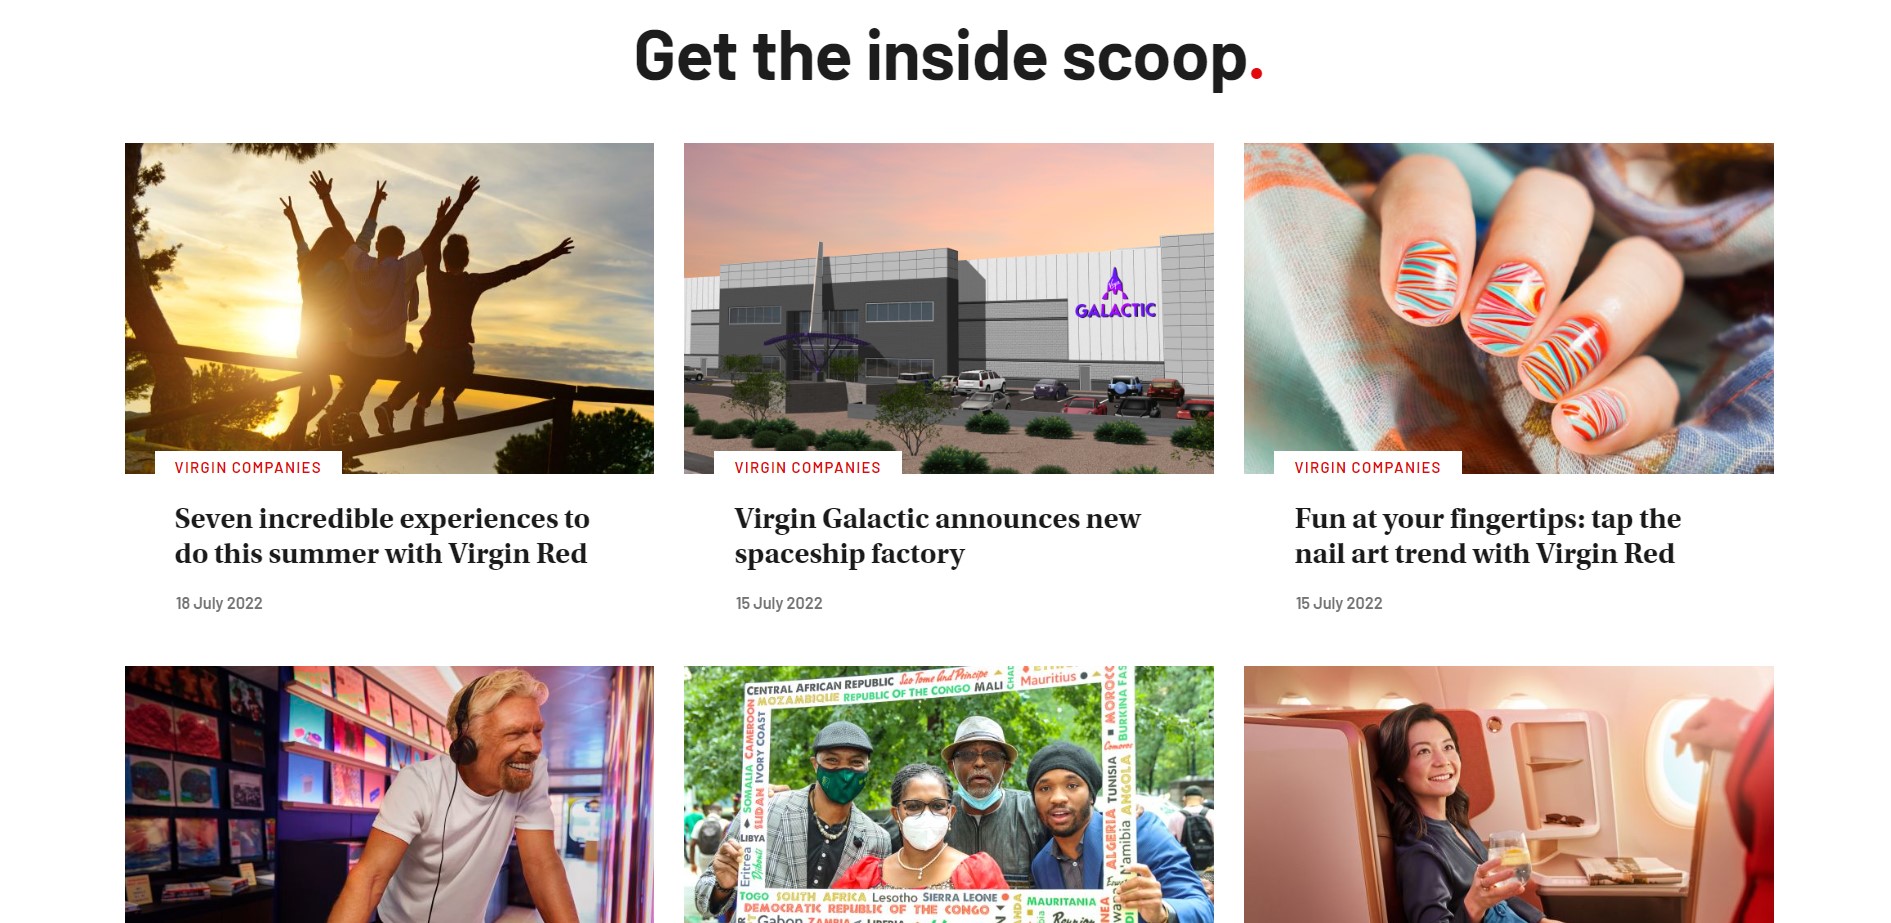 Get the inside scoop.
GALACTIC
VIRGIN COMPANIES
Seven incredible experiences to
do this summer with Virgin Red
18 July 2022
VIRGIN COMPANIES
Virgin Galactic announces new
spaceship factory
15 July 2022
VIRGIN COMPANIES
Fun at your fingertips: tap the
nail art trend with Virgin Red
15 July 2022
CENTRAL AFRICAN REPUBLIC Sao Tome And Principe
MOZAMBIQUE REPUBLIC OF THE CONGO MALI
Mauritius
SOMALIA CAMEROON
SUDAN IVORY COAST
LIBYA
Eritrea Djibouti
MOROCCO
BURKINA FAS
Comoros
TUNISIA
ANGOLA
ALGERIA
Namibia
TOGO SOUTH AFRICA Lesotho SIERRA LEONE
MAURITANIA
DEMOCRATIC REPUBLIC OF THE CONGO
Gabon ZAMBIA LIBERIA
Reunion